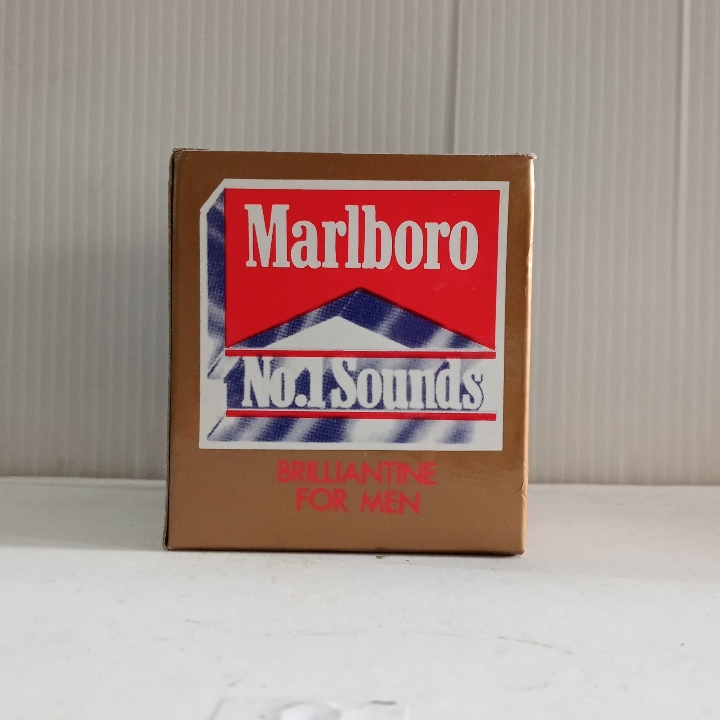 Marlboro
No.1 Sounds
BRILLIANTINE
FOR MEN